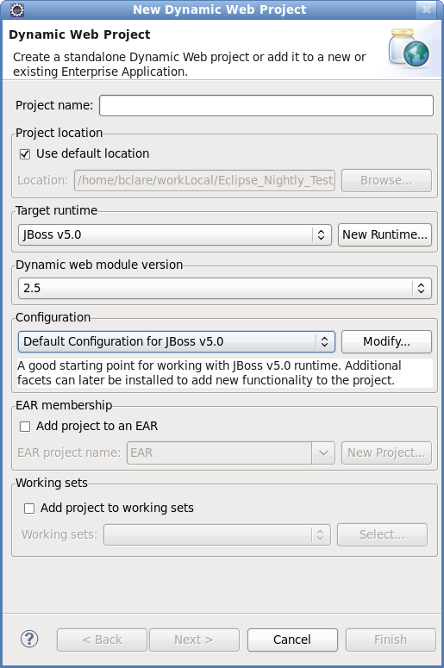 New Dynamic Web Project
Dynamic Web Project
Create a standalone Dynamic Web project or add it to a new or
existing Enterprise Application.
Project name:
Project location
Use default location
Location: /home/bclare/workLocal/Eclipse_Nightly_Test Browse...
Target runtime
JBoss v5.0 New Runtime...
Dynamic web module version
2.5
Configuration
Default Configuration for JBoss v5.0 Modify...
A good starting point for working with JBoss v5.0 runtime. Additional
facets can later be installed to add new functionality to the project.
EAR membership
Add project to an EAR
EAR project name: EAR New Project...
Working sets
Add project to working sets
Working sets: Select...
? < Back Next > Cancel Finish